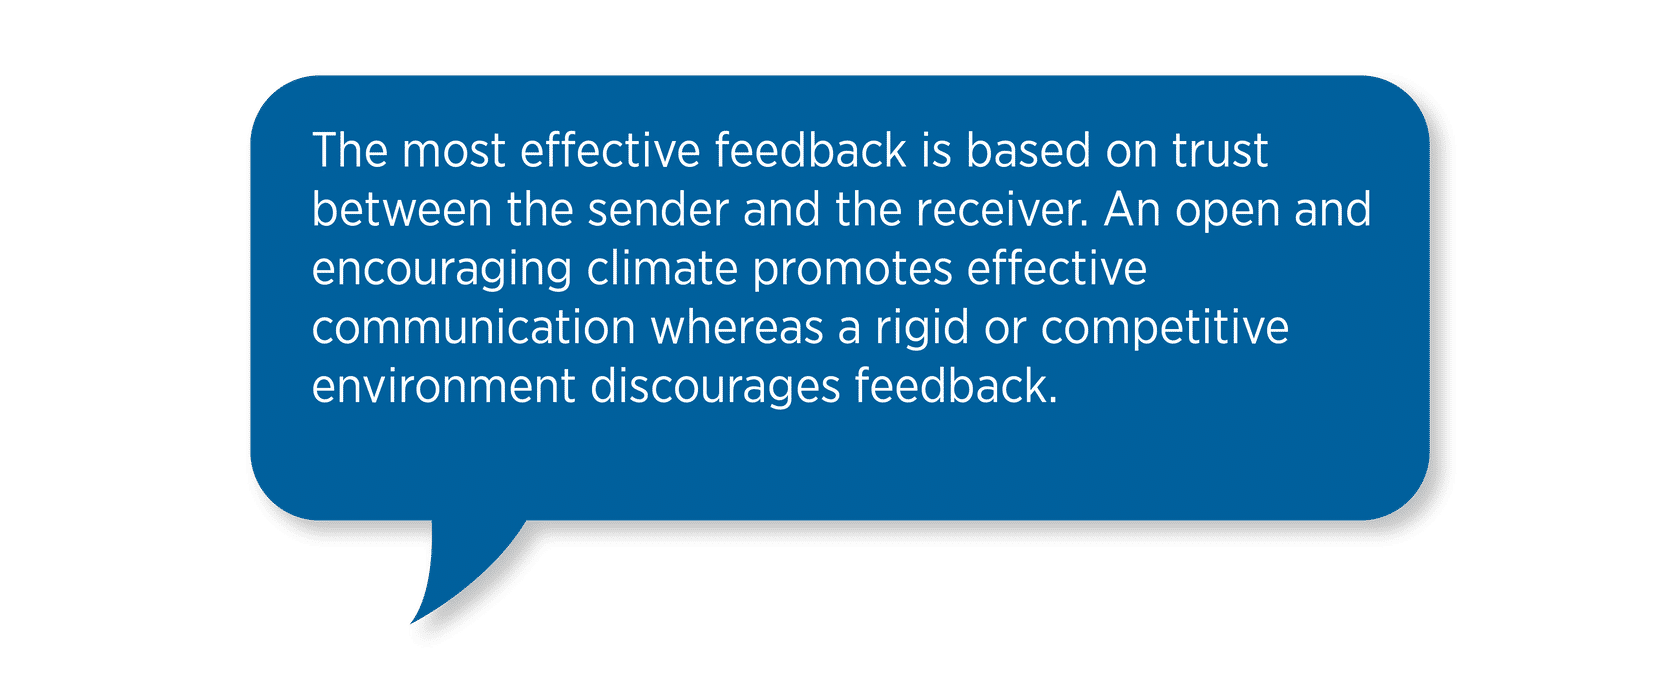 The most effective feedback is based on trust
between the sender and the receiver. An open and
encouraging climate promotes effective
communication whereas a rigid or competitive
environment discourages feedback.